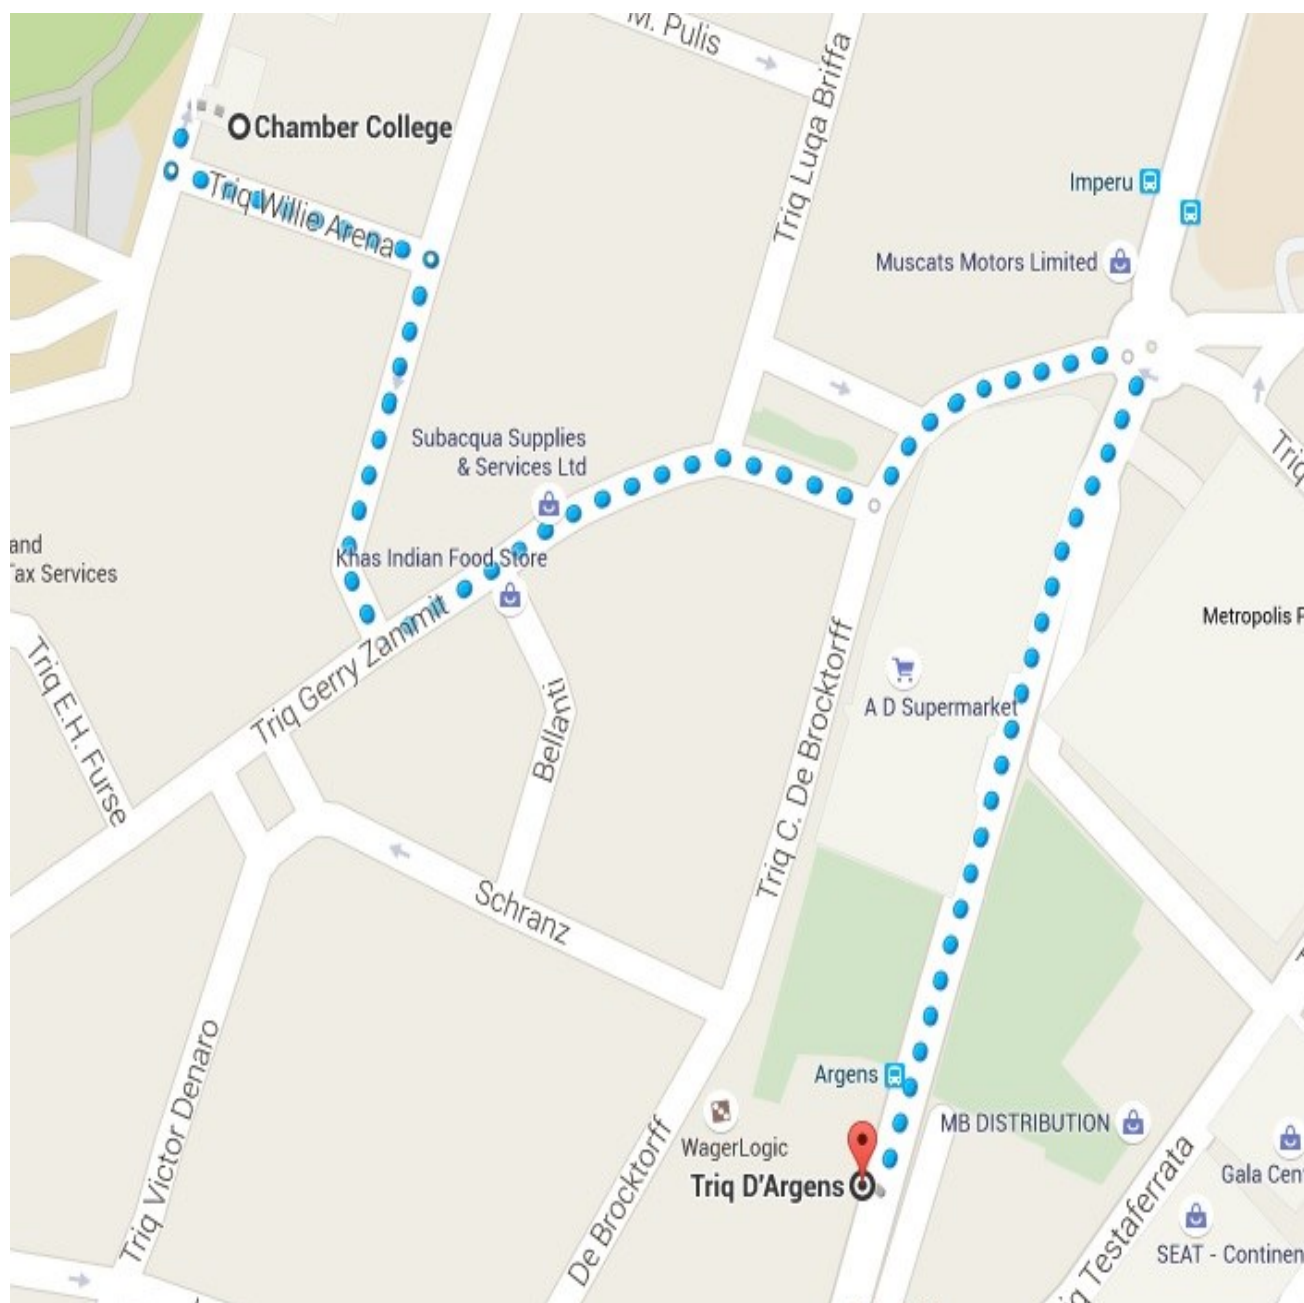 M. Pulis
Triq Luqa Briffa
Chamber College
Imperu
Triq Willie Arena
Muscats Motors Limited
Subacqua Supplies
& Services Ltd
Triq
and
Tax Services
Khas Indian Food Store
Metropolis
Triq Gerry Zammit
Triq E.H. Furse
A D Supermarket
Bellanti
Triq C. De Brocktorff
Schranz
Argens
MB DISTRIBUTION
WagerLogic
Triq D'Argens
Triq Victor Denaro
De Brocktorff
Gala Cen
Testaferrata
SEAT - Continen